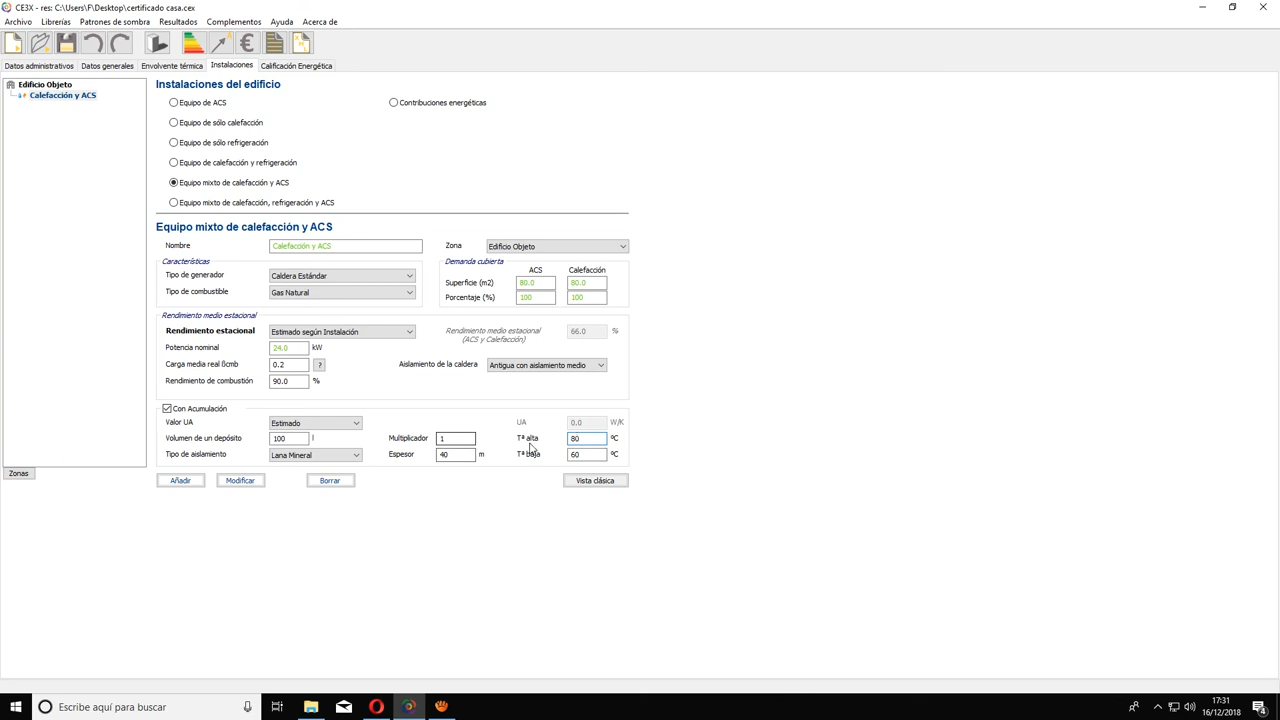 CE3X - res: C:\Users\F\Desktop\certificado casa.cex
Archivo Librerías Patrones de sombra Resultados Complementos Ayuda Acerca de
Datos administrativos Datos generales Envolvente térmica Instalaciones Calificación Energética
Edificio Objeto
Calefacción y ACS
Instalaciones del edificio
Equipo de ACS Contribuciones energéticas
Equipo de sólo calefacción
Equipo de sólo refrigeración
Equipo de calefacción y refrigeración
Equipo mixto de calefacción y ACS
Equipo mixto de calefacción, refrigeración y ACS
Equipo mixto de calefacción y ACS
Nombre Calefacción y ACS Zona Edificio Objeto
Características Demanda cubierta
ACS Calefacción
Tipo de generador Caldera Estándar Superficie (m2) 80.0 80.0
Tipo de combustible Gas Natural Porcentaje (%) 100 100
Rendimiento medio estacional
Rendimiento estacional Estimado según Instalación Rendimiento medio estacional (ACS y Calefacción) 66.0 %
Potencia nominal 24.0 kW
Carga media real ßcmb 0.2 ? Aislamiento de la caldera Antigua con aislamiento medio
Rendimiento de combustión 90.0 %
Con Acumulación
Valor UA Estimado UA 0.0 W/K
Volumen de un depósito 100 l Multiplicador 1 Tª alta 80 ºC
Tipo de aislamiento Lana Mineral Espesor 40 m Tª baja 60 ºC
Zonas
Añadir Modificar Borrar Vista clásica
Escribe aquí para buscar
17:31
16/12/2018
4